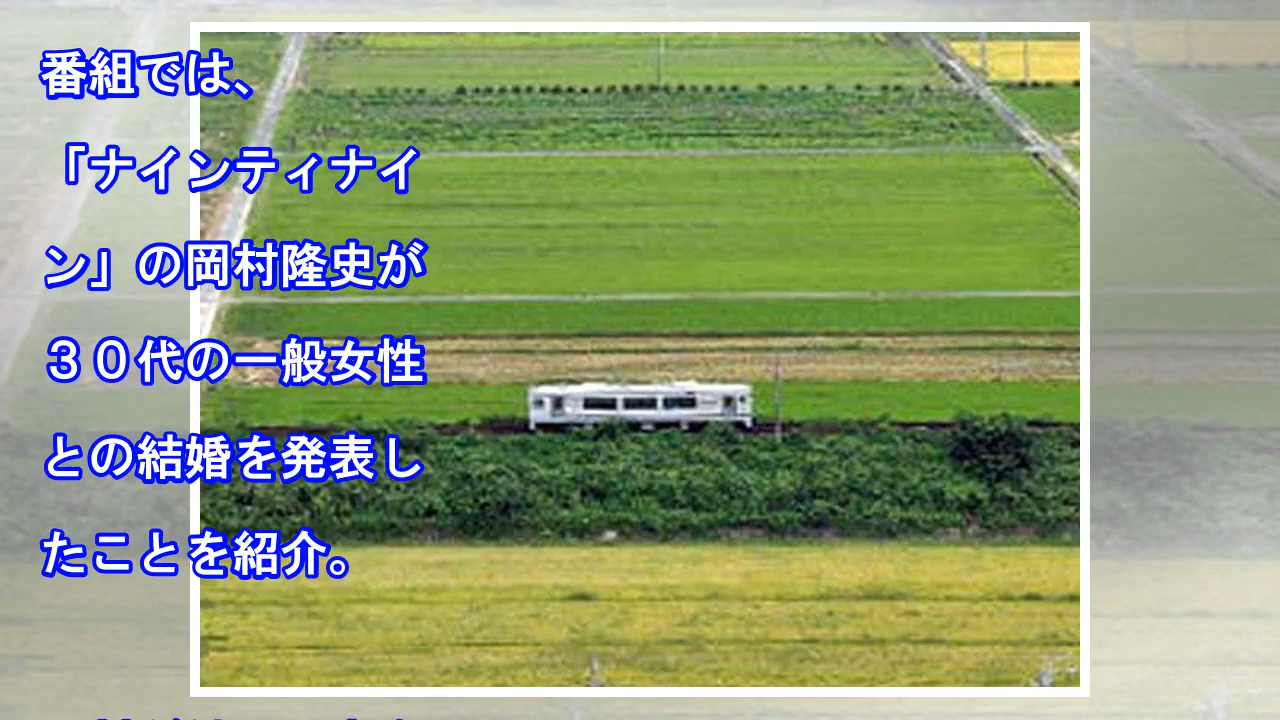 番組では、
「ナインティナイ
ン」の岡村隆史が
３０代の一般女性
との結婚を発表し
たことを紹介。